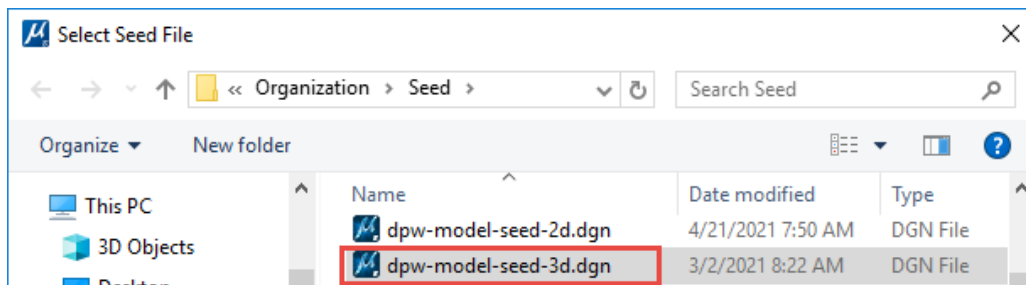 Select Seed File
« Organization > Seed >
Search Seed
Organize
New folder
Name
Date modified
Type
This PC
dpw-model-seed-2d.dgn
4/21/2021 7:50 AM
DGN File
3D Objects
dpw-model-seed-3d.dgn
3/2/2021 8:22 AM
DGN File
Desktop